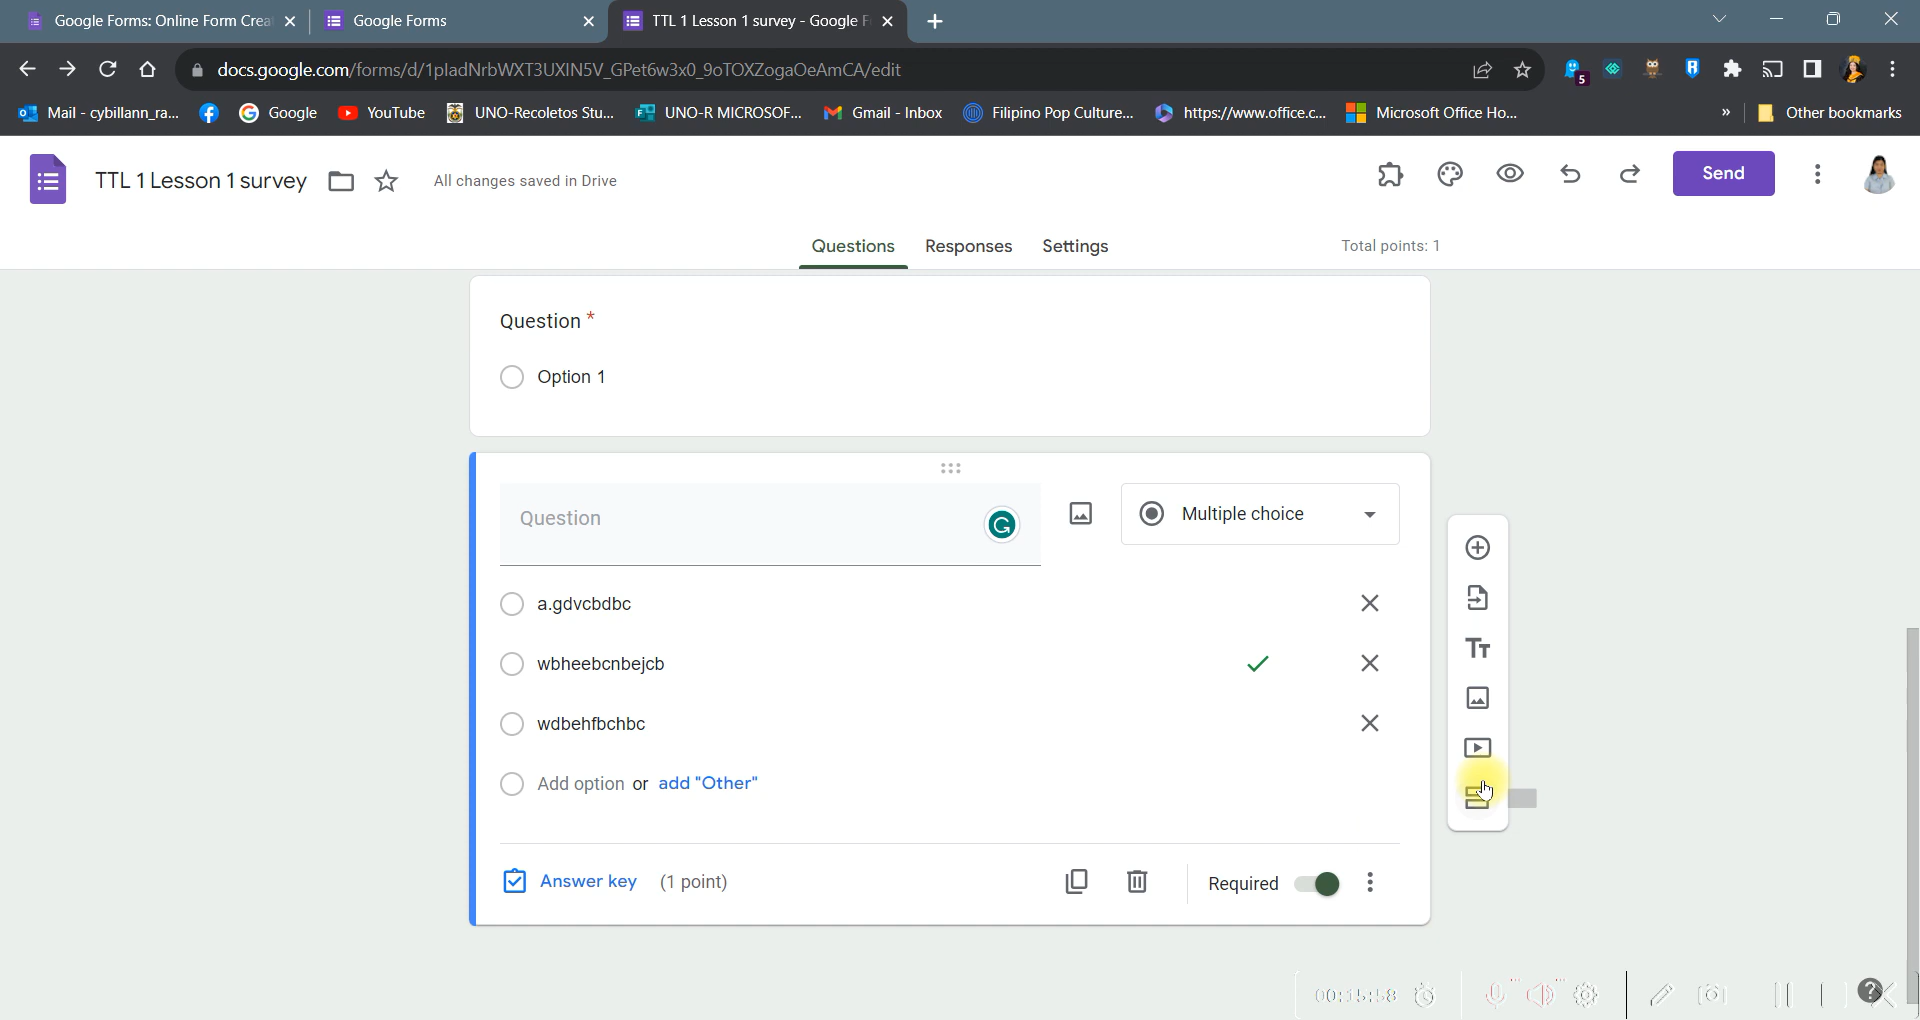 Google Forms: Online Form Crea
Google Forms
TTL 1 Lesson 1 survey - Google F
docs.google.com/forms/d/1pladNrbWXT3UXIN5V_GPet6w3x0_9oTOXZogaOeAmCA/edit
5
Mail - cybillann_ra...
Google
YouTube
UNO-Recoletos Stu...
UNO-R MICROSOF...
Gmail - Inbox
Filipino Pop Culture...
https://www.office.c...
Microsoft Office Ho...
»
Other bookmarks
TTL 1 Lesson 1 survey
All changes saved in Drive
Send
Questions
Responses
Settings
Total points: 1
Question *
Option 1
Question
Multiple choice
a.gdvcbdbc
wbheebcnbejcb
wdbehfbchbc
Add option or add "Other"
Answer key (1 point)
Required
00:15:58